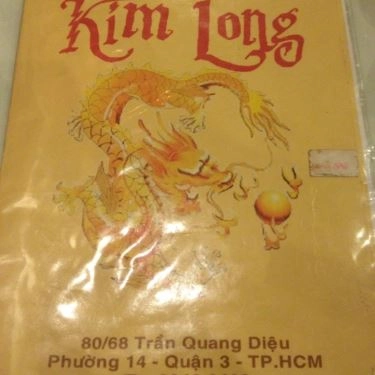 Kim Long
80/68 Trần Quang Diệu
Phường 14 - Quận 3 - TP.HCM